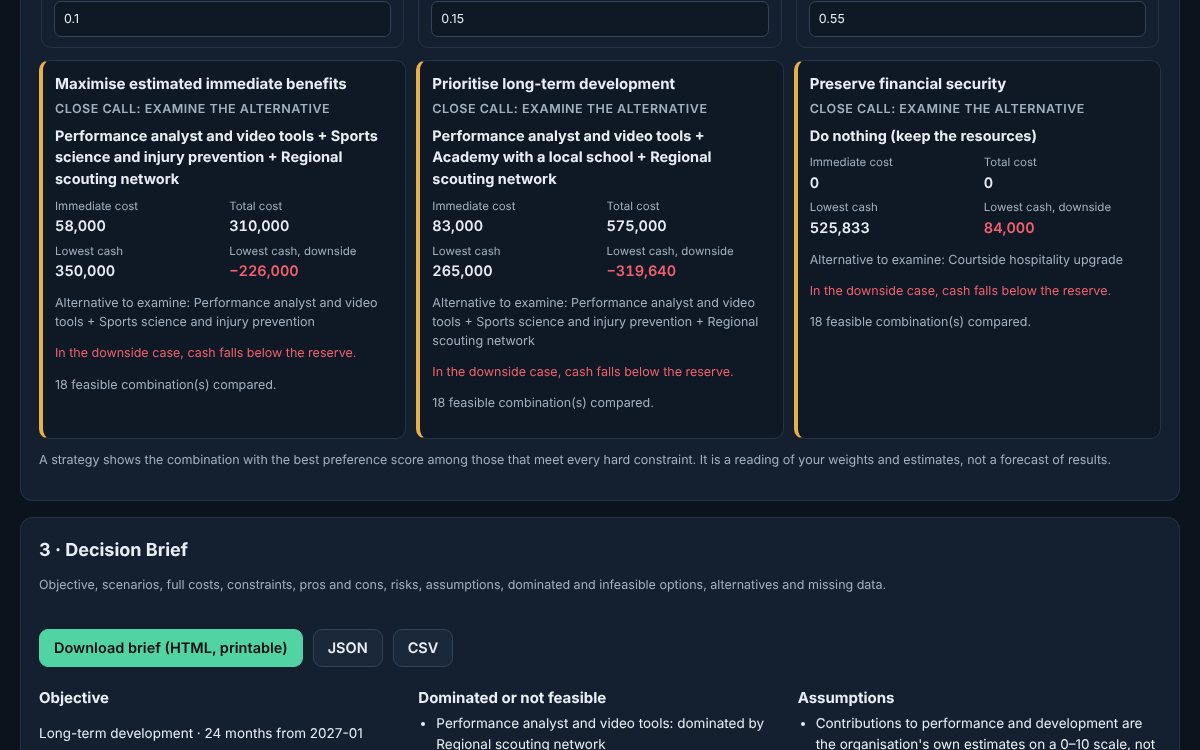 0.1
0.15
0.55
Maximise estimated immediate benefits
CLOSE CALL: EXAMINE THE ALTERNATIVE
Performance analyst and video tools + Sports
science and injury prevention + Regional
scouting network
Immediate cost
Total cost
58,000
310,000
Lowest cash
Lowest cash, downside
350,000
−226,000
Alternative to examine: Performance analyst and video
tools + Sports science and injury prevention
In the downside case, cash falls below the reserve.
18 feasible combination(s) compared.
Prioritise long-term development
CLOSE CALL: EXAMINE THE ALTERNATIVE
Performance analyst and video tools +
Academy with a local school + Regional
scouting network
Immediate cost
Total cost
83,000
575,000
Lowest cash
Lowest cash, downside
265,000
−319,640
Alternative to examine: Performance analyst and video
tools + Sports science and injury prevention + Regional
scouting network
In the downside case, cash falls below the reserve.
18 feasible combination(s) compared.
Preserve financial security
CLOSE CALL: EXAMINE THE ALTERNATIVE
Do nothing (keep the resources)
Immediate cost
Total cost
0
0
Lowest cash
Lowest cash, downside
525,833
84,000
Alternative to examine: Courtside hospitality upgrade
In the downside case, cash falls below the reserve.
18 feasible combination(s) compared.
A strategy shows the combination with the best preference score among those that meet every hard constraint. It is a reading of your weights and estimates, not a forecast of results.
3 · Decision Brief
Objective, scenarios, full costs, constraints, pros and cons, risks, assumptions, dominated and infeasible options, alternatives and missing data.
Download brief (HTML, printable)
JSON
CSV
Objective
Long-term development · 24 months from 2027-01
Dominated or not feasible
• Performance analyst and video tools: dominated by
Regional scouting network
Assumptions
• Contributions to performance and development are
the organisation's own estimates on a 0–10 scale, not